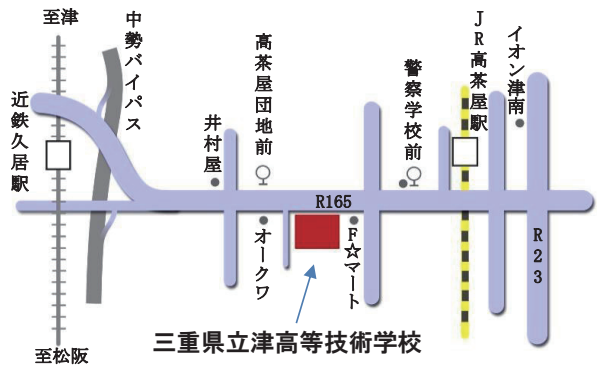 至津
中勢バイパス
近鉄久居駅
井村屋
高茶屋団地前
警察学校前
JR高茶屋駅
イオン津南
R165
オークワ
F☆マート
R23
三重県立津高等技術学校
至松阪